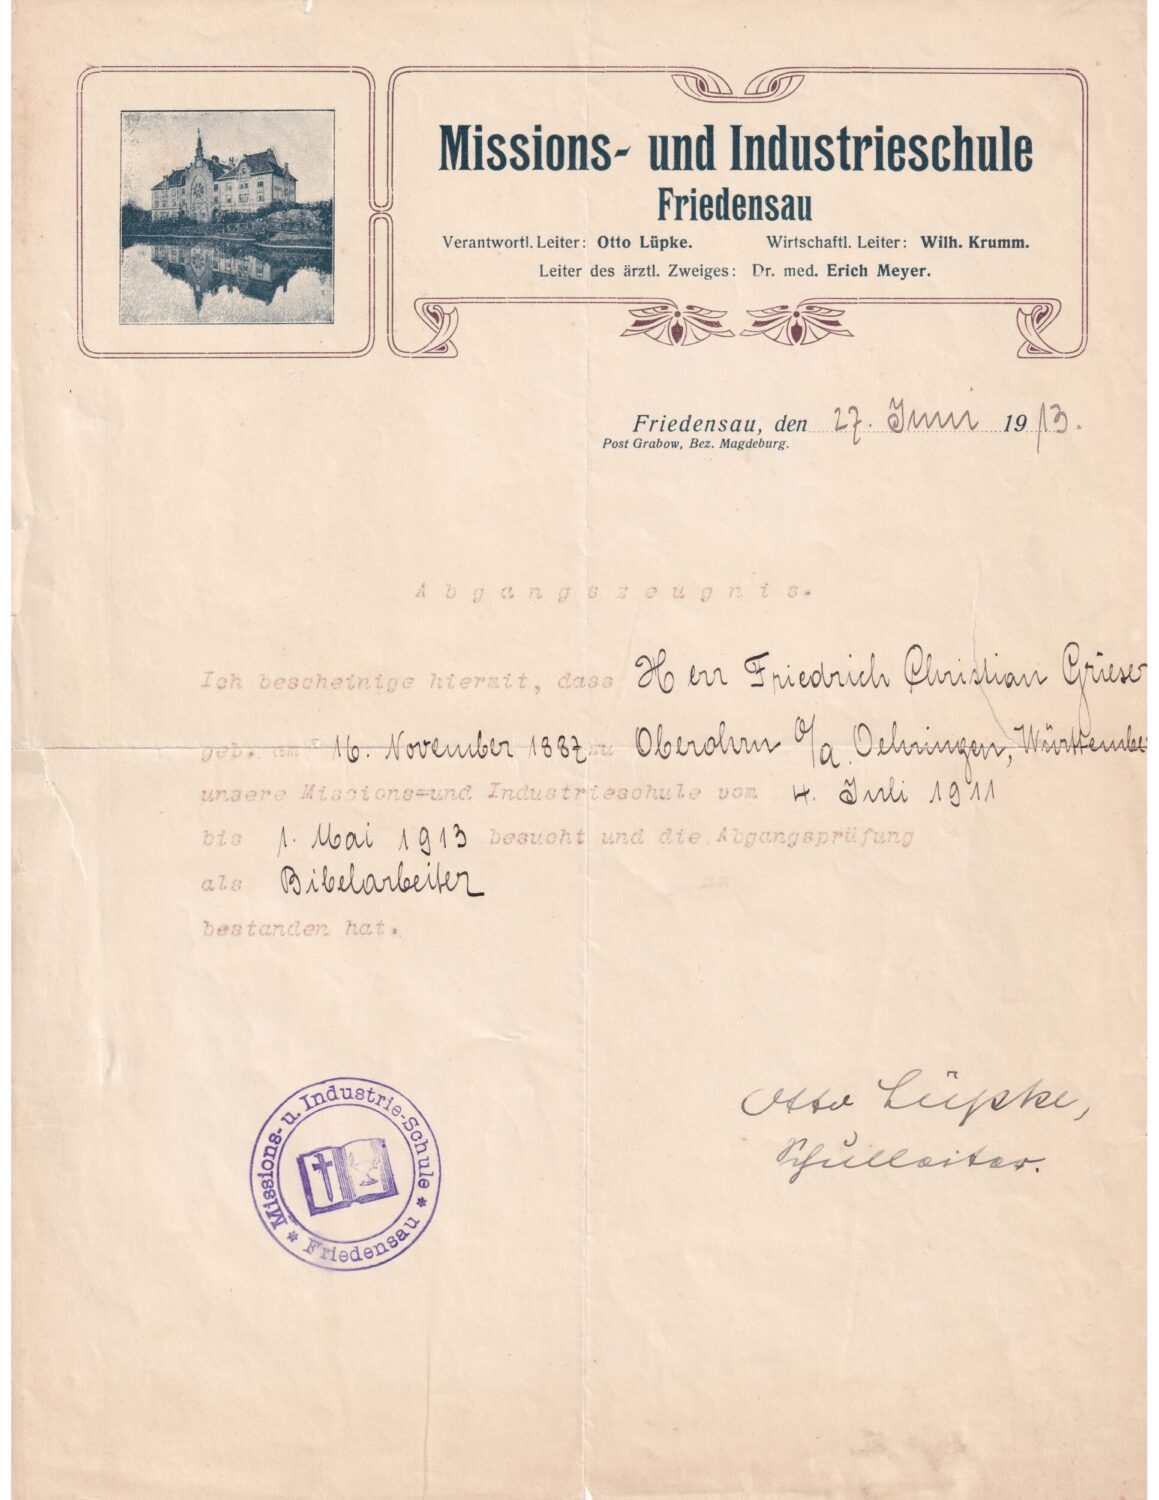 Missions- und Industrieschule
Friedensau
Verantwortl. Leiter: Otto Lüpke. Wirtschaftl. Leiter: Wilh. Krumm.
Leiter des ärztl. Zweiges: Dr. med. Erich Meyer.
Friedensau, den 27. Juni 1913.
Post Grabow, Bez. Magdeburg.
Abgangszeugnis.
Ich bescheinige hiermit, dass Herr Friedrich Christian Grieser
geb. am 16. November 1887 zu Oberohrn O/A. Oehringen, Württembe
unsere Missions=und Industrieschule vom 4. Juli 1911
bis 1. Mai 1913 besucht und die Abgangsprüfung
als Bibelarbeiter
bestanden hat.
Otto Lüpke,
Schulleiter.
* Missions- u. Industrie-Schule *
Friedensau